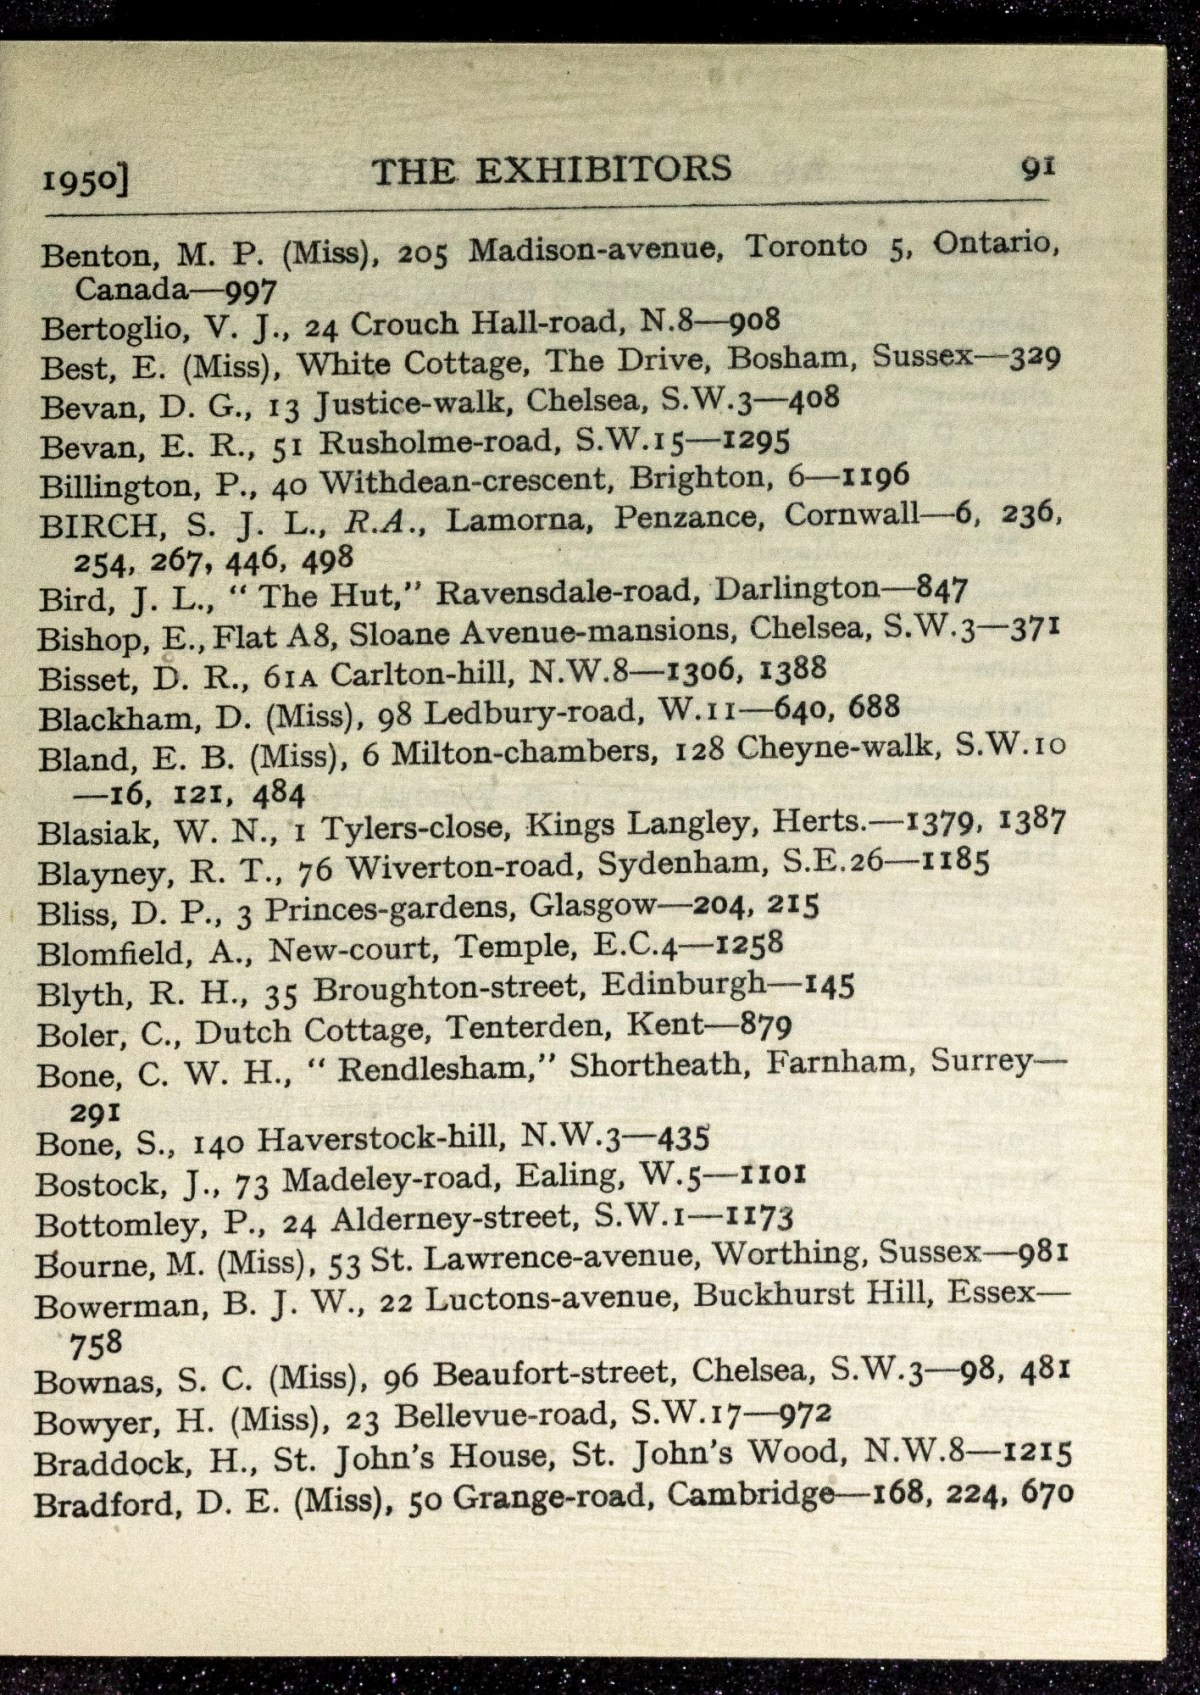 1950] THE EXHIBITORS 91
Benton, M. P. (Miss), 205 Madison-avenue, Toronto 5, Ontario,
Canada—997
Bertoglio, V. J., 24 Crouch Hall-road, N.8—908
Best, E. (Miss), White Cottage, The Drive, Bosham, Sussex—329
Bevan, D. G., 13 Justice-walk, Chelsea, S.W.3—408
Bevan, E. R., 51 Rusholme-road, S.W.15—1295
Billington, P., 40 Withdean-crescent, Brighton, 6—1196
BIRCH, S. J. L., R.A., Lamorna, Penzance, Cornwall—6, 236,
254, 267, 446, 498
Bird, J. L., “ The Hut,” Ravensdale-road, Darlington—847
Bishop, E., Flat A8, Sloane Avenue-mansions, Chelsea, S.W.3—371
Bisset, D. R., 61A Carlton-hill, N.W.8—1306, 1388
Blackham, D. (Miss), 98 Ledbury-road, W.11—640, 688
Bland, E. B. (Miss), 6 Milton-chambers, 128 Cheyne-walk, S.W.10
—16, 121, 484
Blasiak, W. N., 1 Tylers-close, Kings Langley, Herts.—1379, 1387
Blayney, R. T., 76 Wiverton-road, Sydenham, S.E.26—1185
Bliss, D. P., 3 Princes-gardens, Glasgow—204, 215
Blomfield, A., New-court, Temple, E.C.4—1258
Blyth, R. H., 35 Broughton-street, Edinburgh—145
Boler, C., Dutch Cottage, Tenterden, Kent—879
Bone, C. W. H., “ Rendlesham,” Shortheath, Farnham, Surrey—
291
Bone, S., 140 Haverstock-hill, N.W.3—435
Bostock, J., 73 Madeley-road, Ealing, W.5—1101
Bottomley, P., 24 Alderney-street, S.W.1—1173
Bourne, M. (Miss), 53 St. Lawrence-avenue, Worthing, Sussex—981
Bowerman, B. J. W., 22 Luctons-avenue, Buckhurst Hill, Essex—
758
Bownas, S. C. (Miss), 96 Beaufort-street, Chelsea, S.W.3—98, 481
Bowyer, H. (Miss), 23 Bellevue-road, S.W.17—972
Braddock, H., St. John’s House, St. John’s Wood, N.W.8—1215
Bradford, D. E. (Miss), 50 Grange-road, Cambridge—168, 224, 670